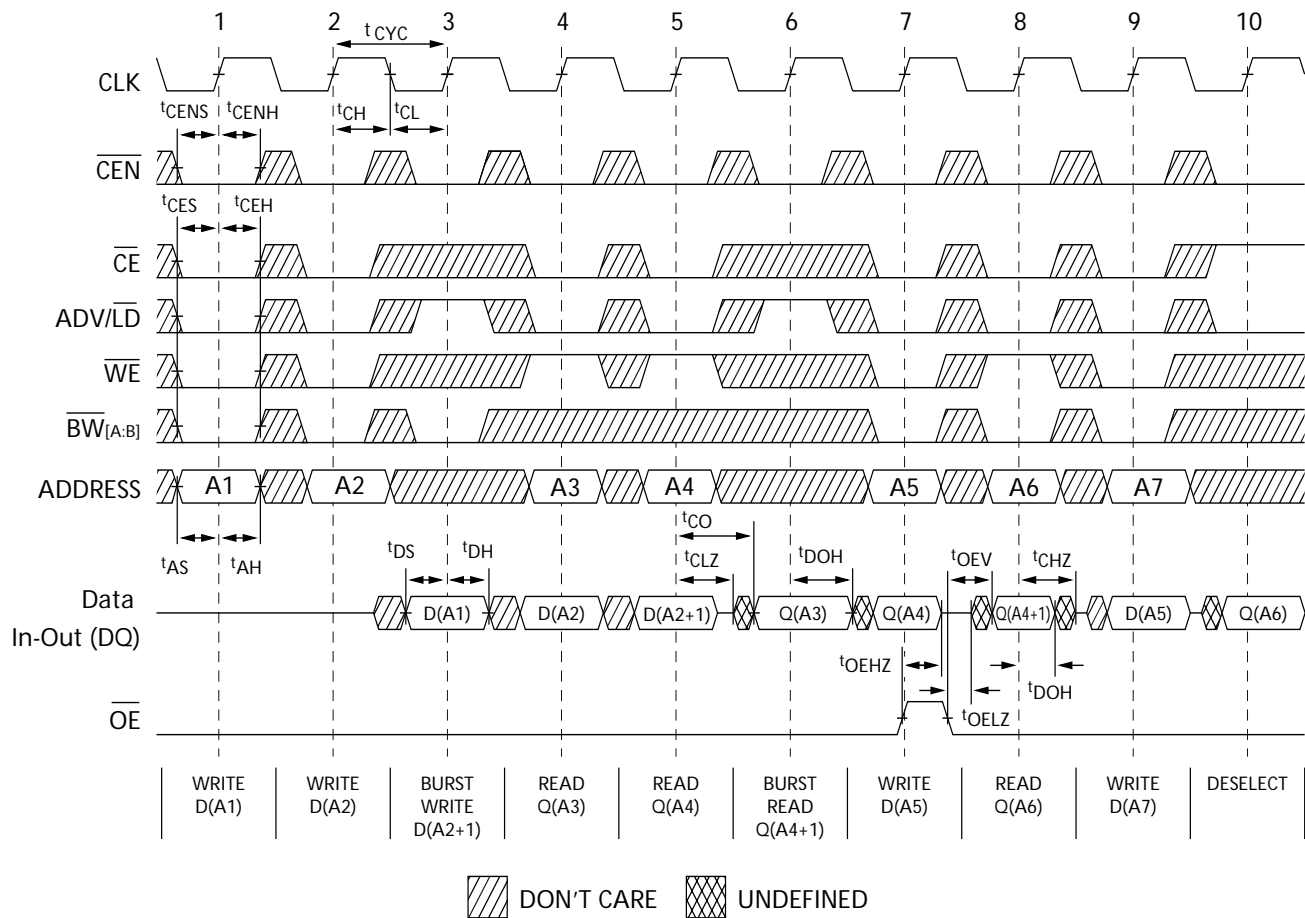 1 2 3 4 5 6 7 8 9 10
tCYC
CLK
tCENS tCENH tCH tCL
CEN
tCES tCEH
CE
ADV/LD
WE
BW[A:B]
ADDRESS A1 A2 A3 A4 A5 A6 A7
tCO
tAS tAH tDS tDH tCLZ tDOH tOEV tCHZ
Data
In-Out (DQ)
D(A1) D(A2) D(A2+1) Q(A3) Q(A4) Q(A4+1) D(A5) Q(A6)
tOEHZ tDOH
tOELZ
OE
WRITE
D(A1)
WRITE
D(A2)
BURST
WRITE
D(A2+1)
READ
Q(A3)
READ
Q(A4)
BURST
READ
Q(A4+1)
WRITE
D(A5)
READ
Q(A6)
WRITE
D(A7)
DESELECT
DON'T CARE UNDEFINED